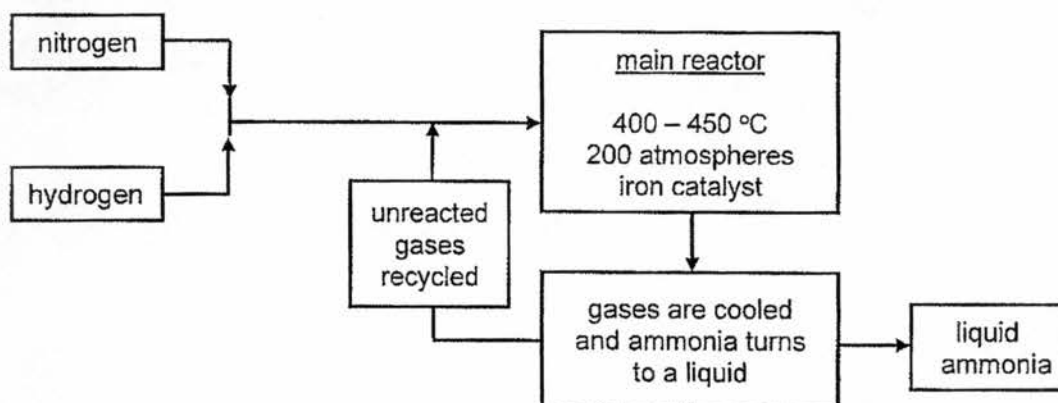 nitrogen
hydrogen
unreacted
gases
recycled
main reactor
400 – 450 °C
200 atmospheres
iron catalyst
gases are cooled
and ammonia turns
to a liquid
liquid
ammonia